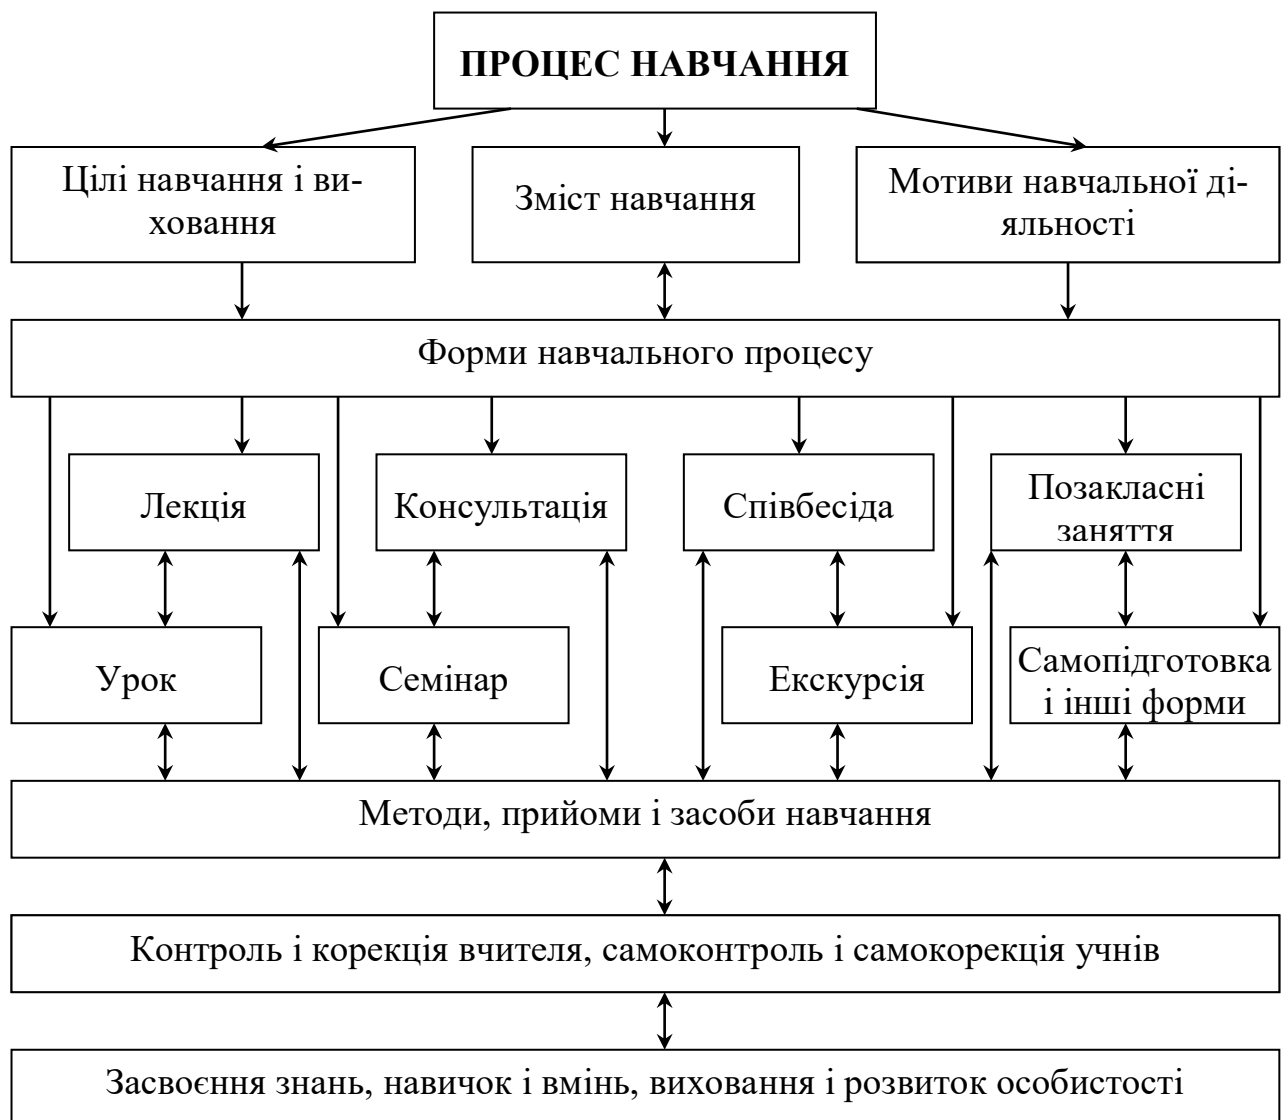 ПРОЦЕС НАВЧАННЯ
Цілі навчання і ви-
ховання
Зміст навчання
Мотиви навчальної ді-
яльності
Форми навчального процесу
Лекція
Консультація
Співбесіда
Позакласні
заняття
Урок
Семінар
Екскурсія
Самопідготовка
і інші форми
Методи, прийоми і засоби навчання
Контроль і корекція вчителя, самоконтроль і самокорекція учнів
Засвоєння знань, навичок і вмінь, виховання і розвиток особистості